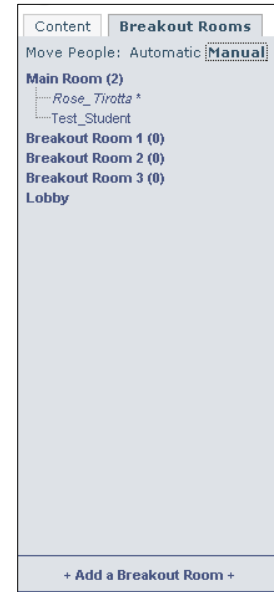 Content Breakout Rooms
Move People: Automatic Manual
Main Room (2)
Rose_Tirotta *
Test_Student
Breakout Room 1 (0)
Breakout Room 2 (0)
Breakout Room 3 (0)
Lobby
+ Add a Breakout Room +